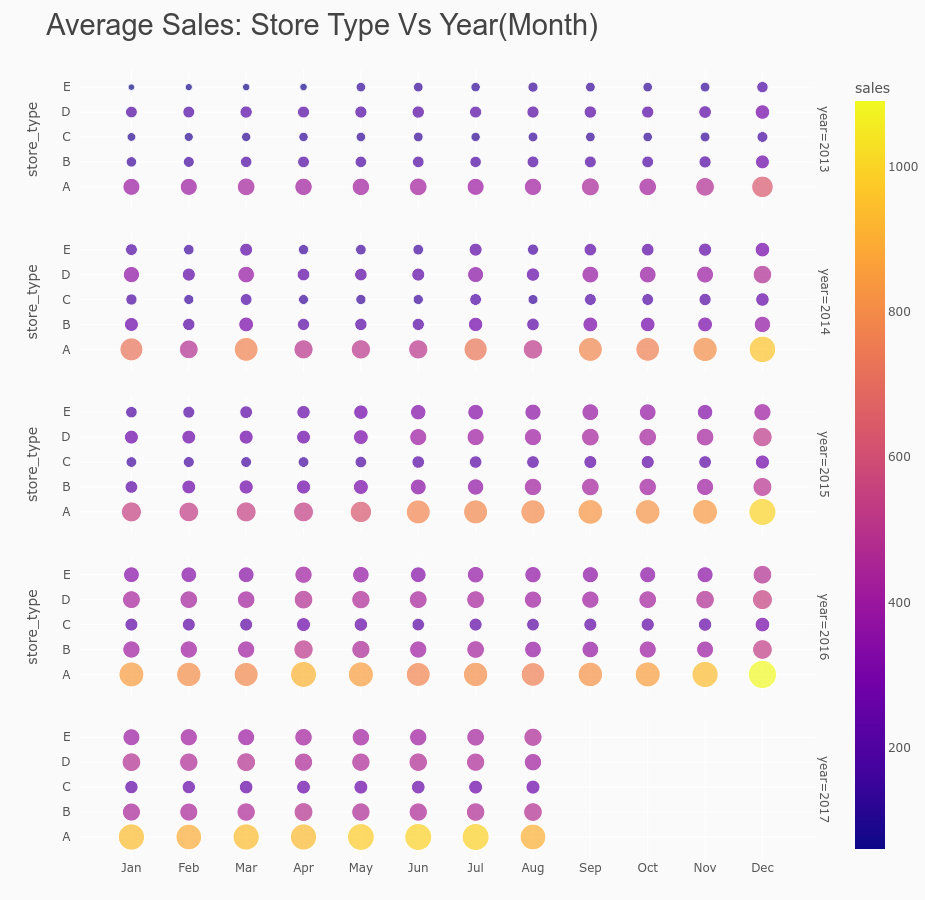 Average Sales: Store Type Vs Year(Month)
sales
1000
800
600
400
200
store_type
E
D
C
B
A
year=2013
store_type
E
D
C
B
A
year=2014
store_type
E
D
C
B
A
year=2015
store_type
E
D
C
B
A
year=2016
E
D
C
B
A
year=2017
Jan Feb Mar Apr May Jun Jul Aug Sep Oct Nov Dec